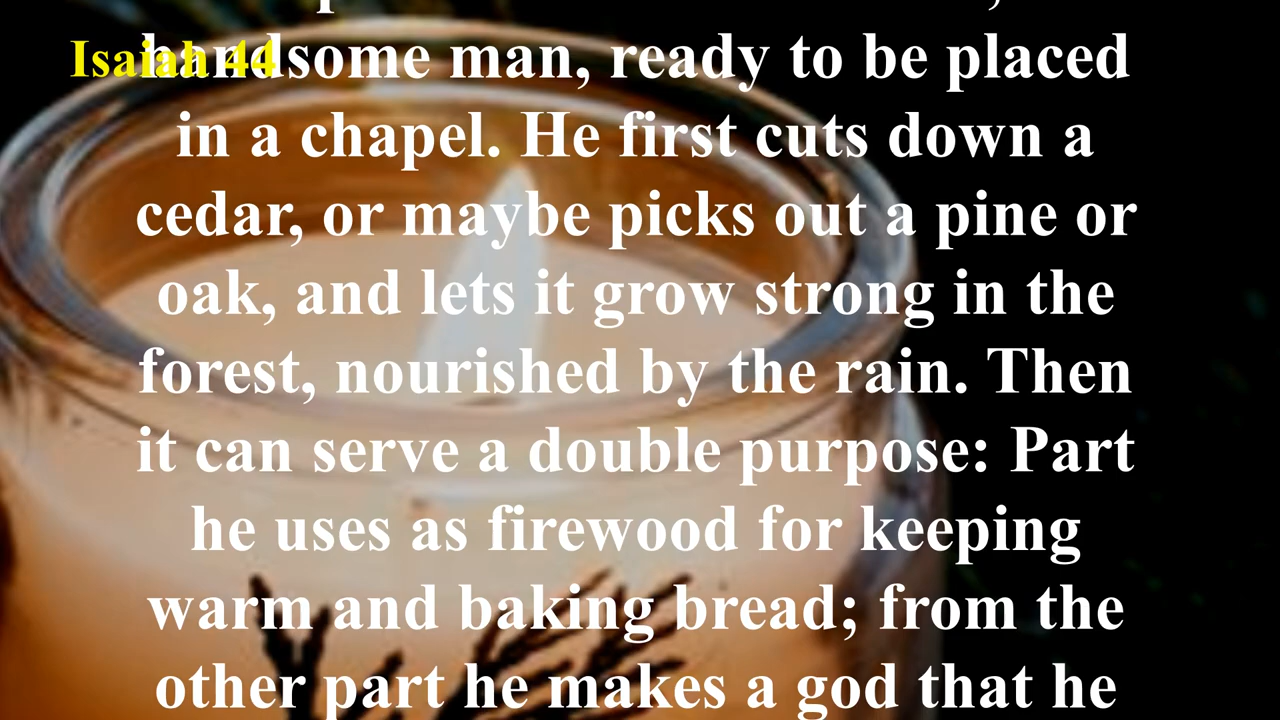 Isaiah 44
handsome man, ready to be placed
in a chapel. He first cuts down a
cedar, or maybe picks out a pine or
oak, and lets it grow strong in the
forest, nourished by the rain. Then
it can serve a double purpose: Part
he uses as firewood for keeping
warm and baking bread; from the
other part he makes a god that he